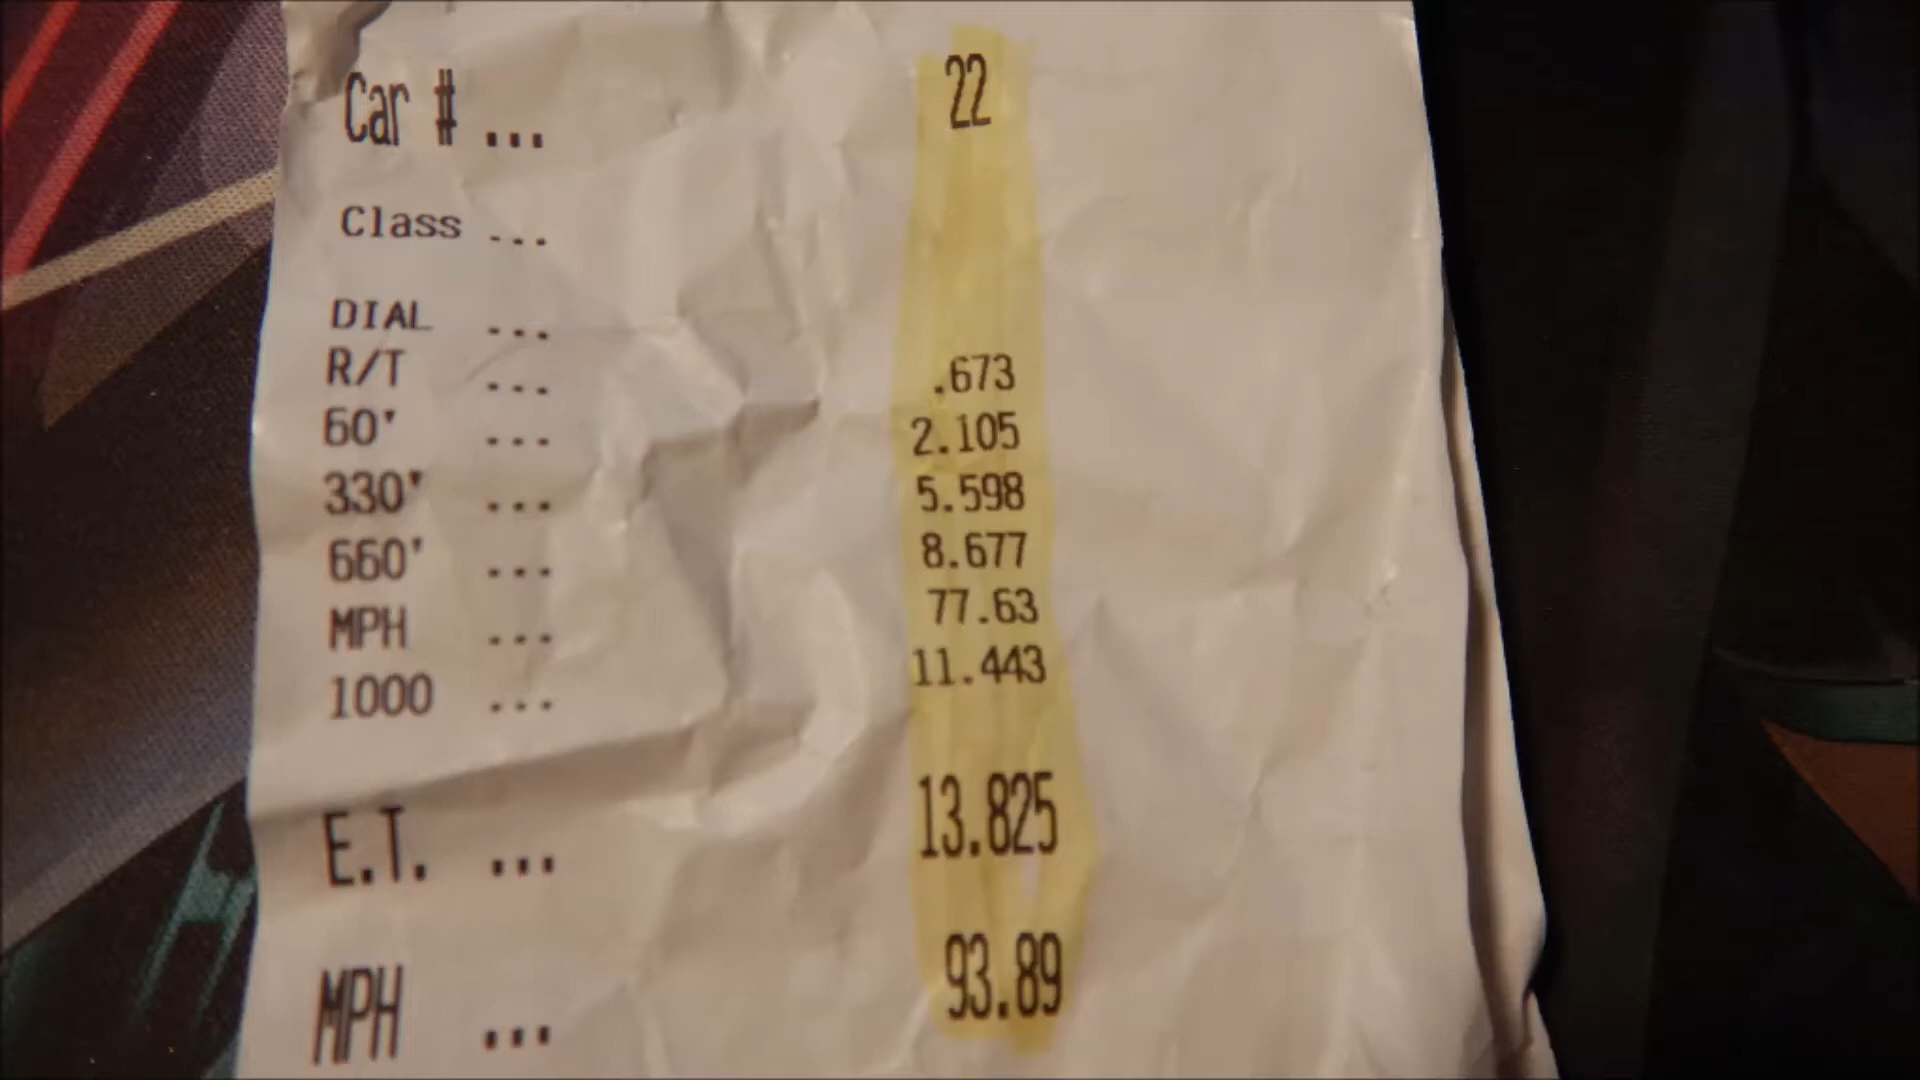 Car # ... 22
Class ...
DIAL ...
R/T ... .673
60' ... 2.105
330' ... 5.598
660' ... 8.677
MPH ... 77.63
1000 ... 11.443
E.T. ... 13.825
MPH ... 93.89